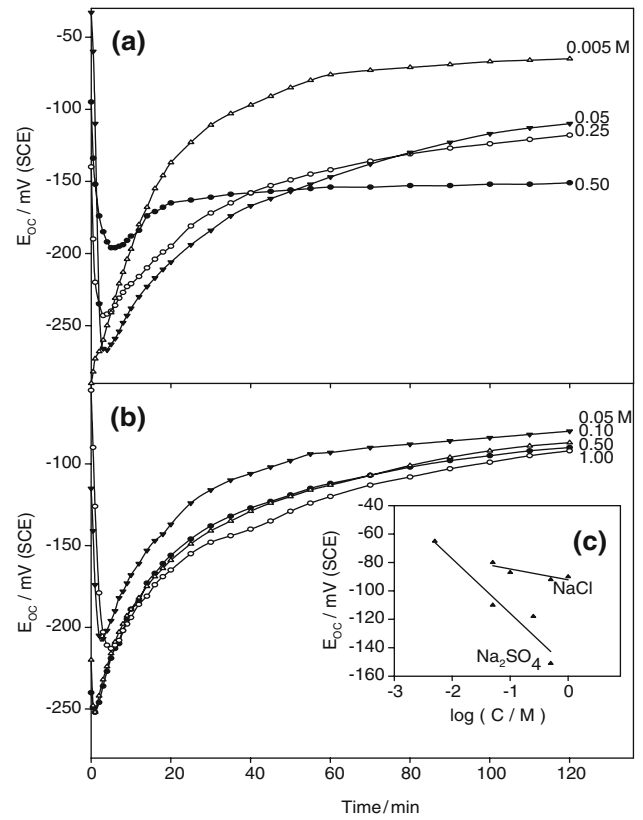 (a)
-50
-100
-150
-200
-250
E_OC / mV (SCE)
0.005 M
0.05
0.25
0.50
(b)
-100
-150
-200
-250
E_OC / mV (SCE)
0.05 M
0.10
0.50
1.00
(c)
-40
-60
-80
-100
-120
-140
-160
E_OC / mV (SCE)
NaCl
Na₂SO₄
-3 -2 -1 0
log ( C / M )
0 20 40 60 80 100 120
Time / min